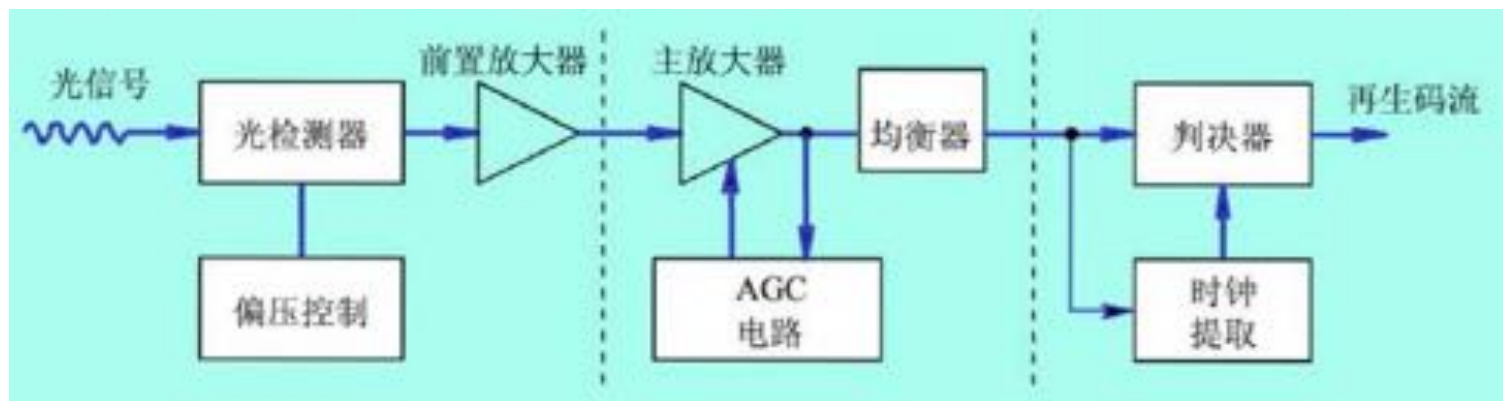 光信号
光检测器
偏压控制
前置放大器
主放大器
AGC
电路
均衡器
判决器
时钟
提取
再生码流